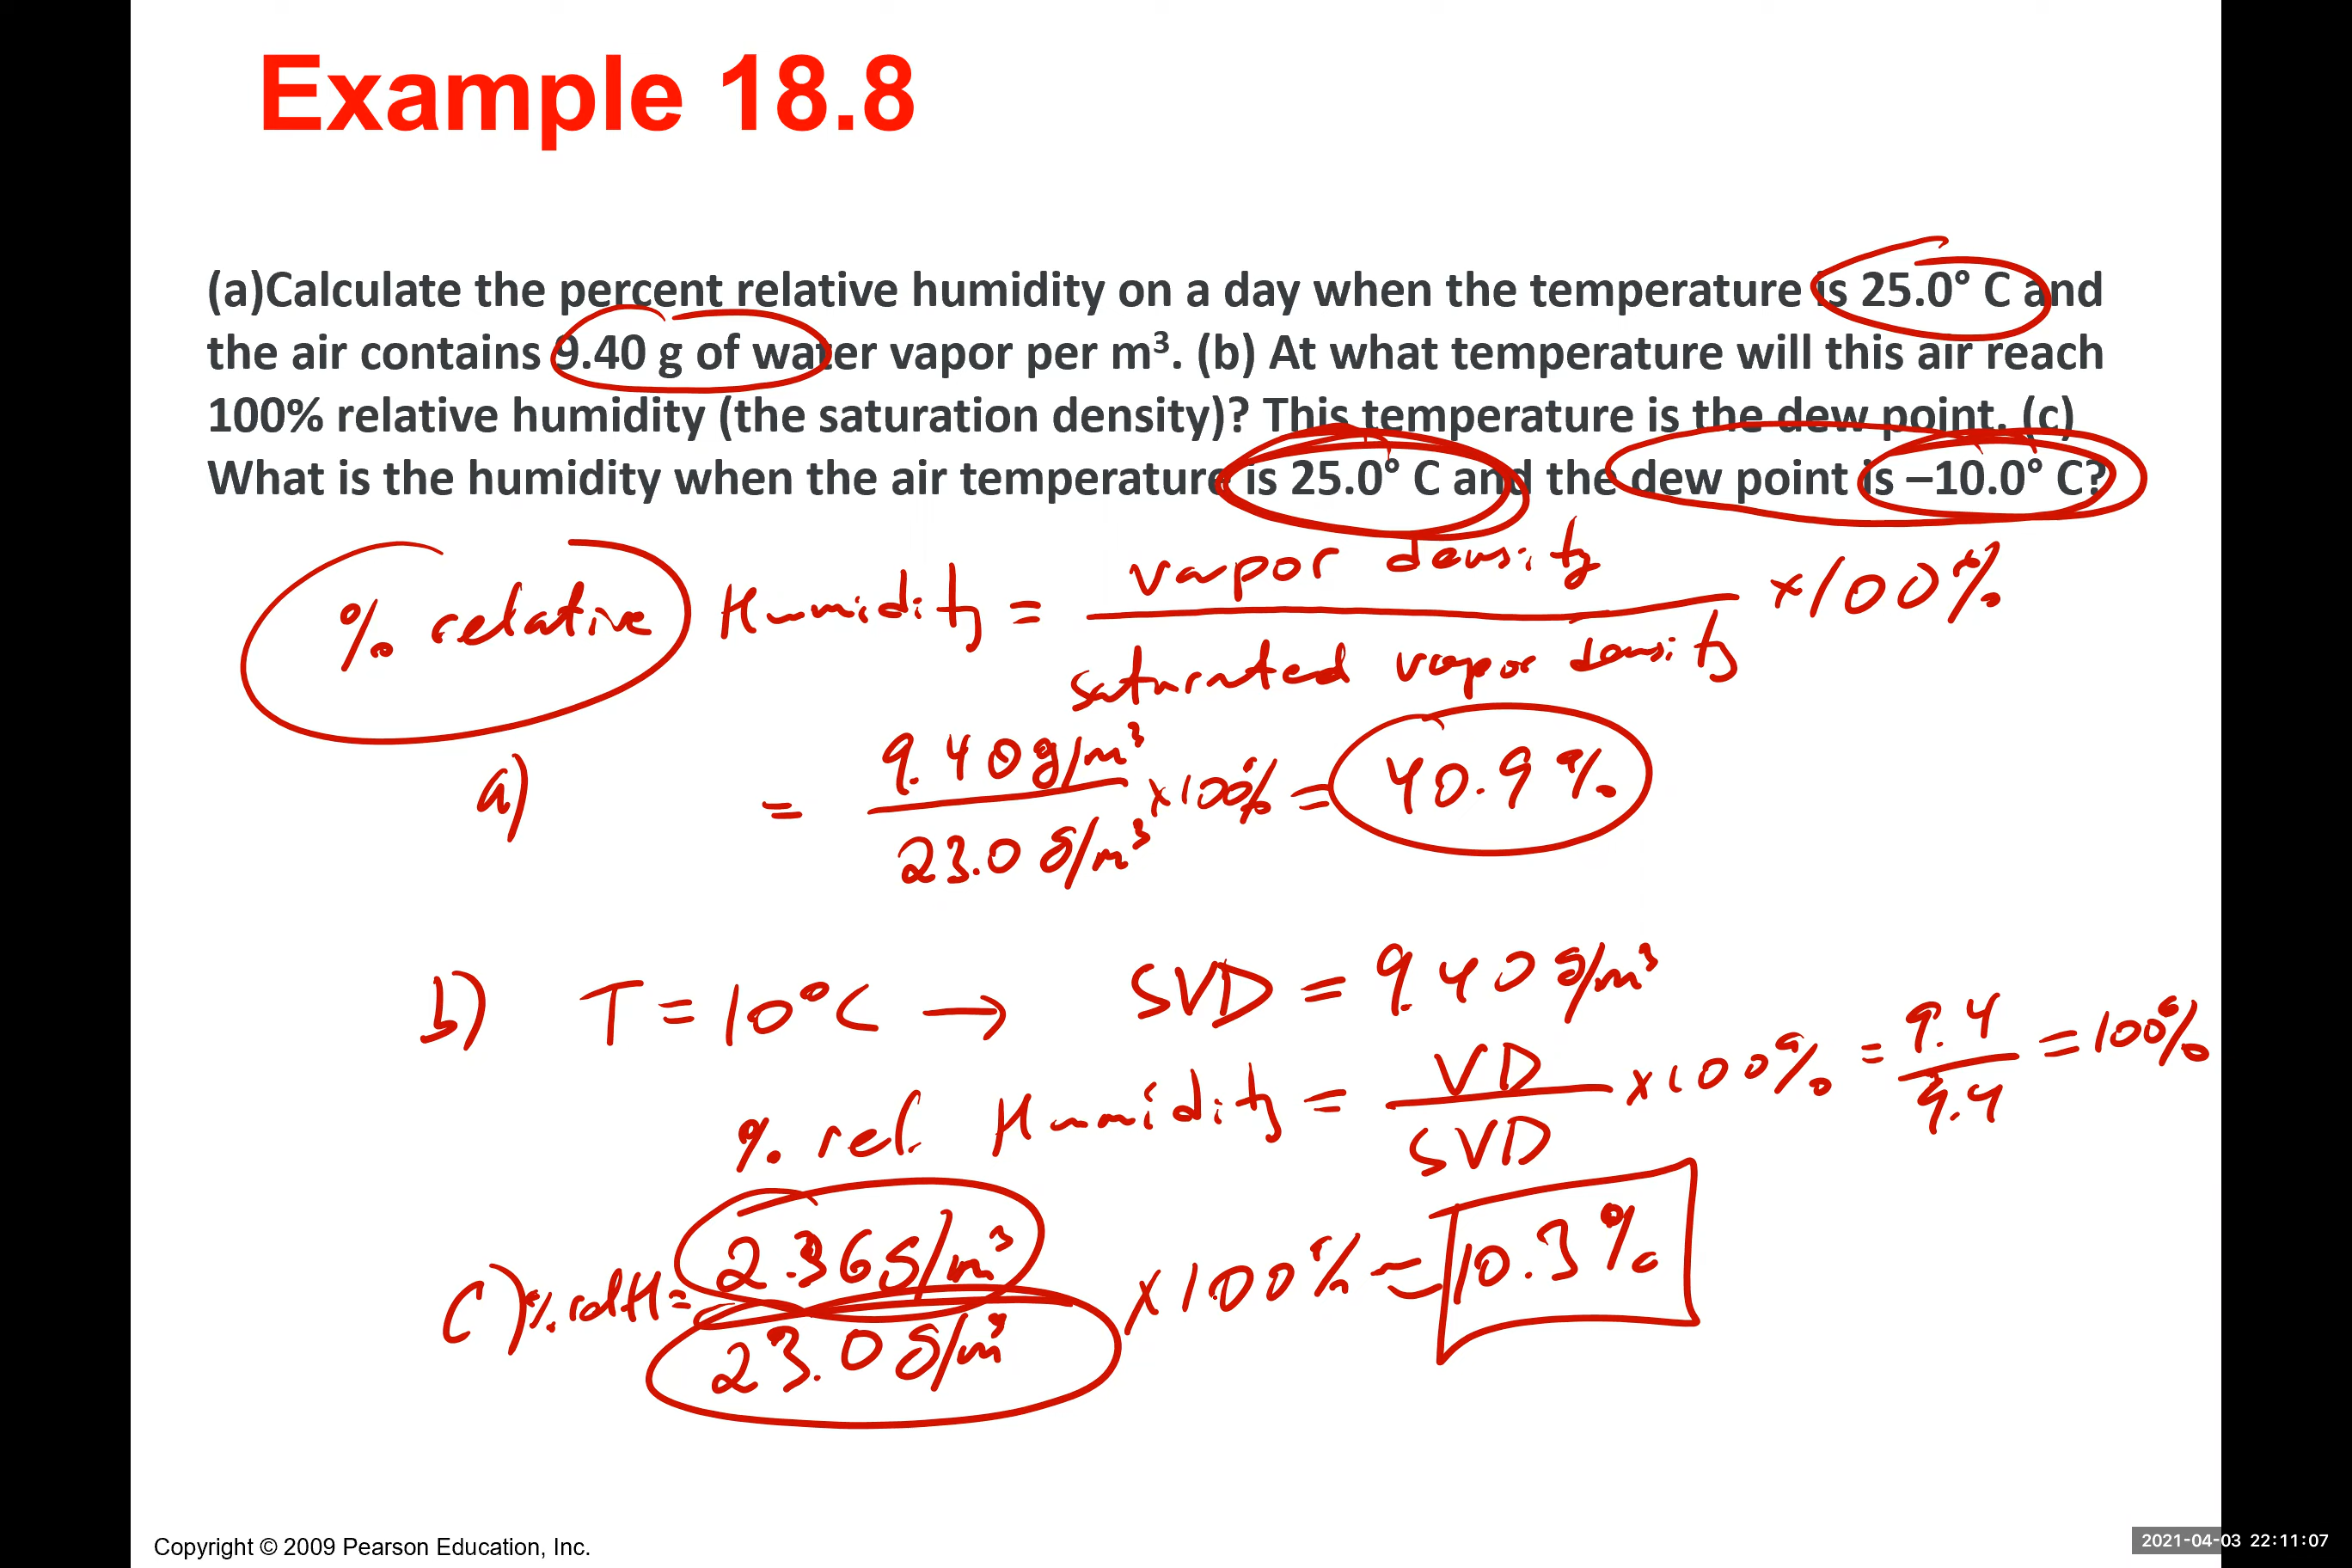 Example 18.8
(a)Calculate the percent relative humidity on a day when the temperature is 25.0° C and
the air contains 9.40 g of water vapor per m³. (b) At what temperature will this air reach
100% relative humidity (the saturation density)? This temperature is the dew point. (c)
What is the humidity when the air temperature is 25.0° C and the dew point is –10.0° C?
% relative Humidity = vapor density / saturated vapor density ×100%
a) = 9.40 g/m³ / 23.0 g/m³ ×100% = 40.9 %
b) T = 10°C → SVD = 9.40 g/m³
% rel Humidity = VD / SVD ×100% = 9.4 / 9.4 = 100%
c) % relH = 2.36 g/m³ / 23.0 g/m³ ×100% = 10.3%
Copyright © 2009 Pearson Education, Inc.
2021-04-03 22:11:07